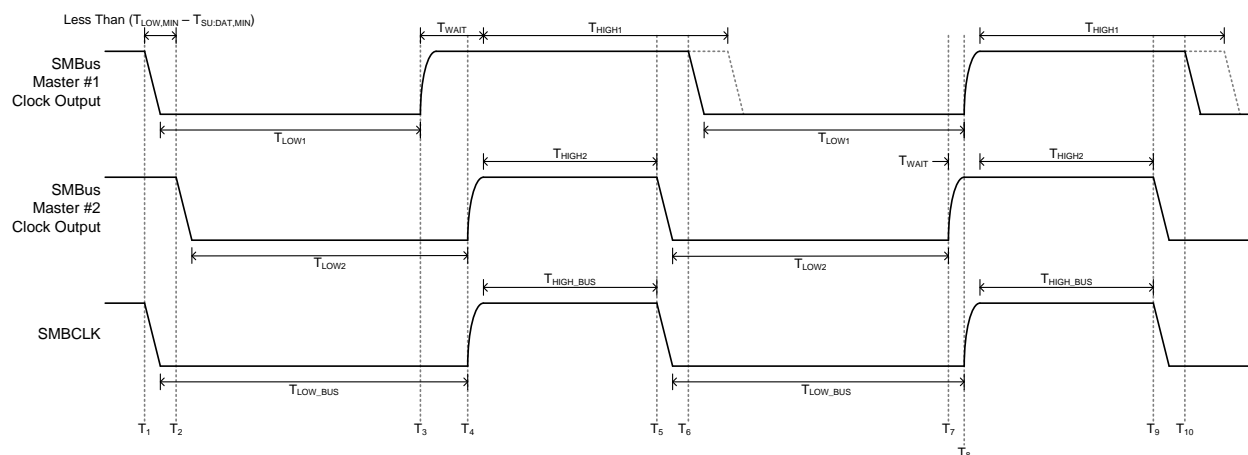 Less Than (TLOW,MIN – TSU:DAT,MIN)
TWAIT
THIGH1
THIGH1
SMBus
Master #1
Clock Output
TLOW1
TLOW1
THIGH2
TWAIT
THIGH2
SMBus
Master #2
Clock Output
TLOW2
TLOW2
THIGH_BUS
THIGH_BUS
SMBCLK
TLOW_BUS
TLOW_BUS
T1
T2
T3
T4
T5
T6
T7
T9
T10